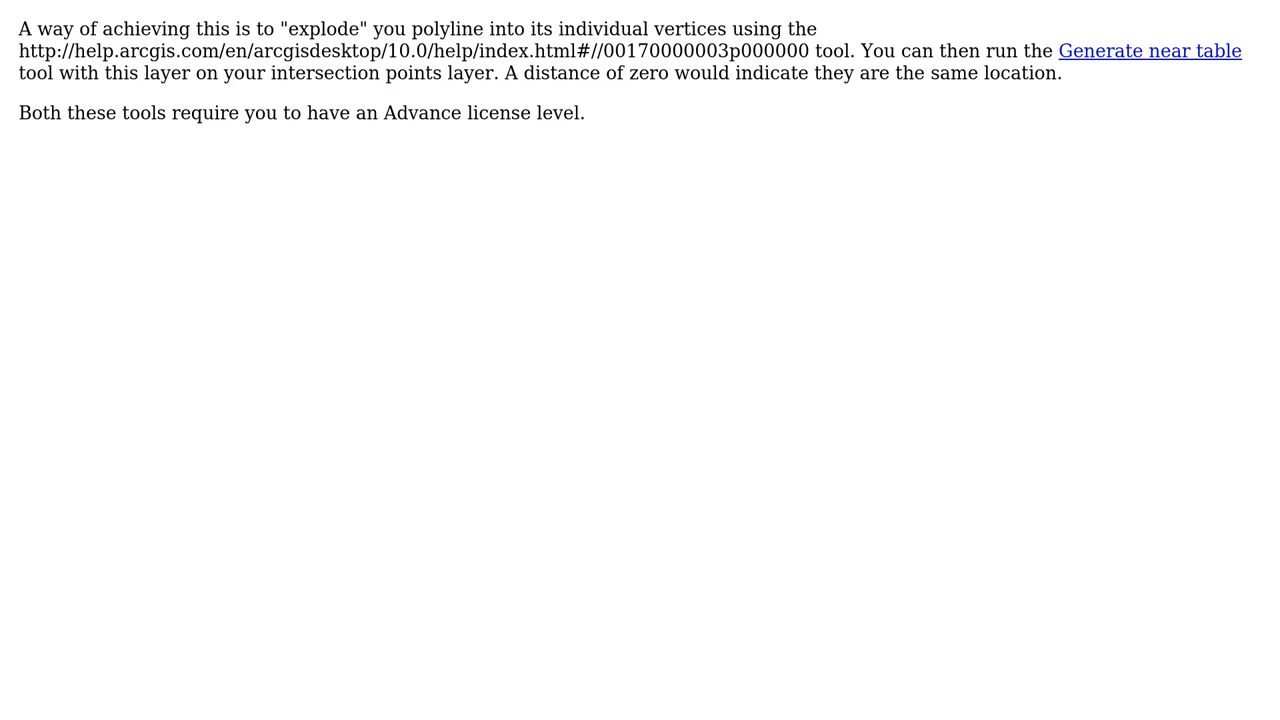 A way of achieving this is to "explode" you polyline into its individual vertices using the
http://help.arcgis.com/en/arcgisdesktop/10.0/help/index.html#//00170000003p000000 tool. You can then run the Generate near table
tool with this layer on your intersection points layer. A distance of zero would indicate they are the same location.
Both these tools require you to have an Advance license level.